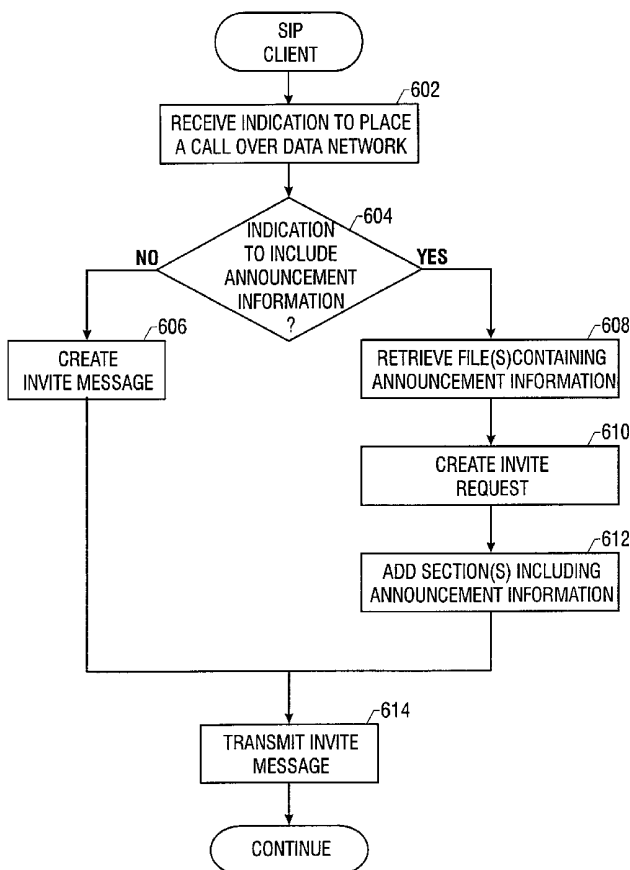 SIP
CLIENT
602
RECEIVE INDICATION TO PLACE
A CALL OVER DATA NETWORK
604
INDICATION
TO INCLUDE
ANNOUNCEMENT
INFORMATION
?
NO
YES
606
CREATE
INVITE MESSAGE
608
RETRIEVE FILE(S)CONTAINING
ANNOUNCEMENT INFORMATION
610
CREATE INVITE
REQUEST
612
ADD SECTION(S) INCLUDING
ANNOUNCEMENT INFORMATION
614
TRANSMIT INVITE
MESSAGE
CONTINUE